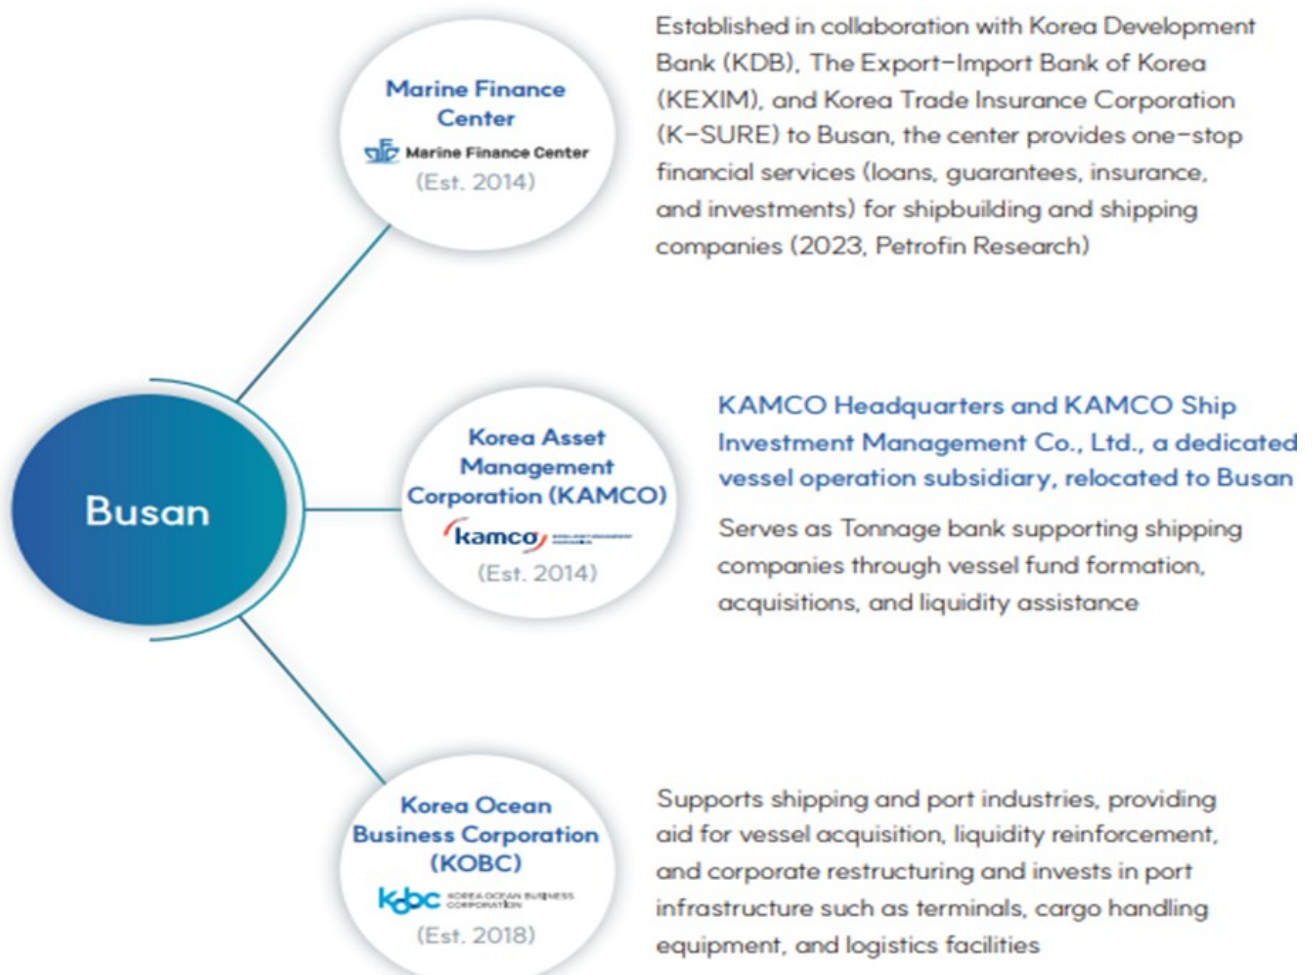 Marine Finance
Center
Marine Finance Center
(Est. 2014)
Established in collaboration with Korea Development
Bank (KDB), The Export-Import Bank of Korea
(KEXIM), and Korea Trade Insurance Corporation
(K-SURE) to Busan, the center provides one-stop
financial services (loans, guarantees, insurance,
and investments) for shipbuilding and shipping
companies (2023, Petrofin Research)
Busan
Korea Asset
Management
Corporation (KAMCO)
kamco
(Est. 2014)
KAMCO Headquarters and KAMCO Ship
Investment Management Co., Ltd., a dedicated
vessel operation subsidiary, relocated to Busan
Serves as Tonnage bank supporting shipping
companies through vessel fund formation,
acquisitions, and liquidity assistance
Korea Ocean
Business Corporation
(KOBC)
kobc KOREA OCEAN BUSINESS
CORPORATION
(Est. 2018)
Supports shipping and port industries, providing
aid for vessel acquisition, liquidity reinforcement,
and corporate restructuring and invests in port
infrastructure such as terminals, cargo handling
equipment, and logistics facilities